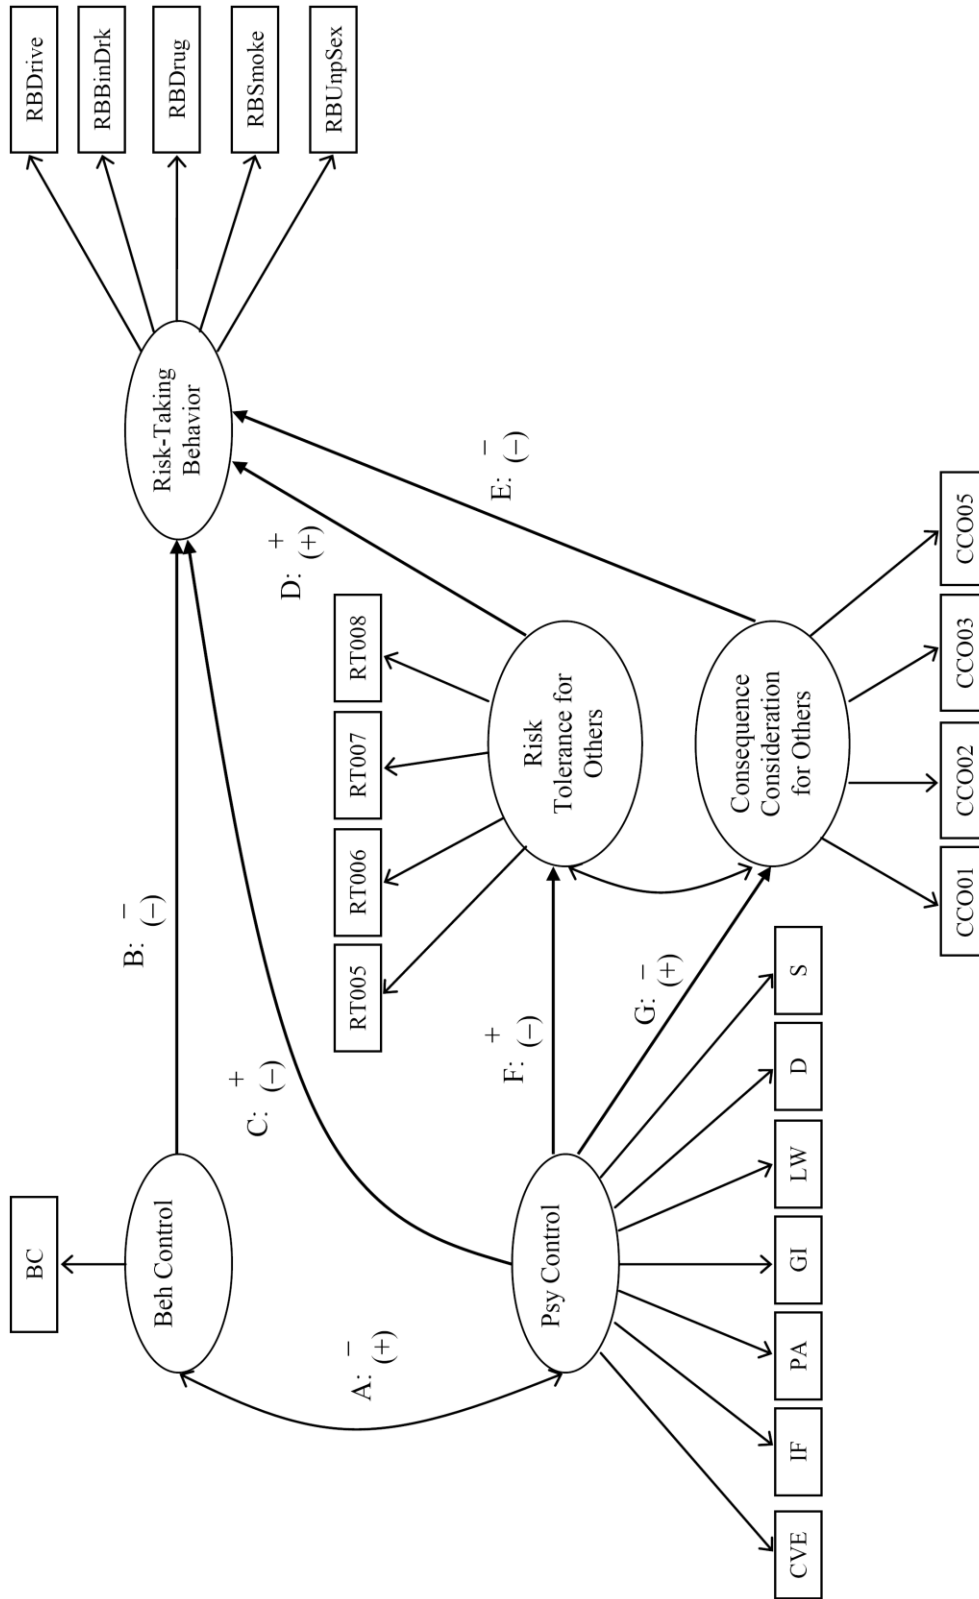 BC
Beh Control
A: −
(+)
B: −
(−)
C: +
(−)
Psy Control
CVE
IF
PA
GI
LW
D
S
F: +
(−)
G: −
(+)
RT005
RT006
RT007
RT008
Risk
Tolerance for
Others
Consequence
Consideration
for Others
CCO01
CCO02
CCO03
CCO05
D: +
(+)
E: −
(−)
Risk-Taking
Behavior
RBDrive
RBBinDrk
RBDrug
RBSmoke
RBUnpSex